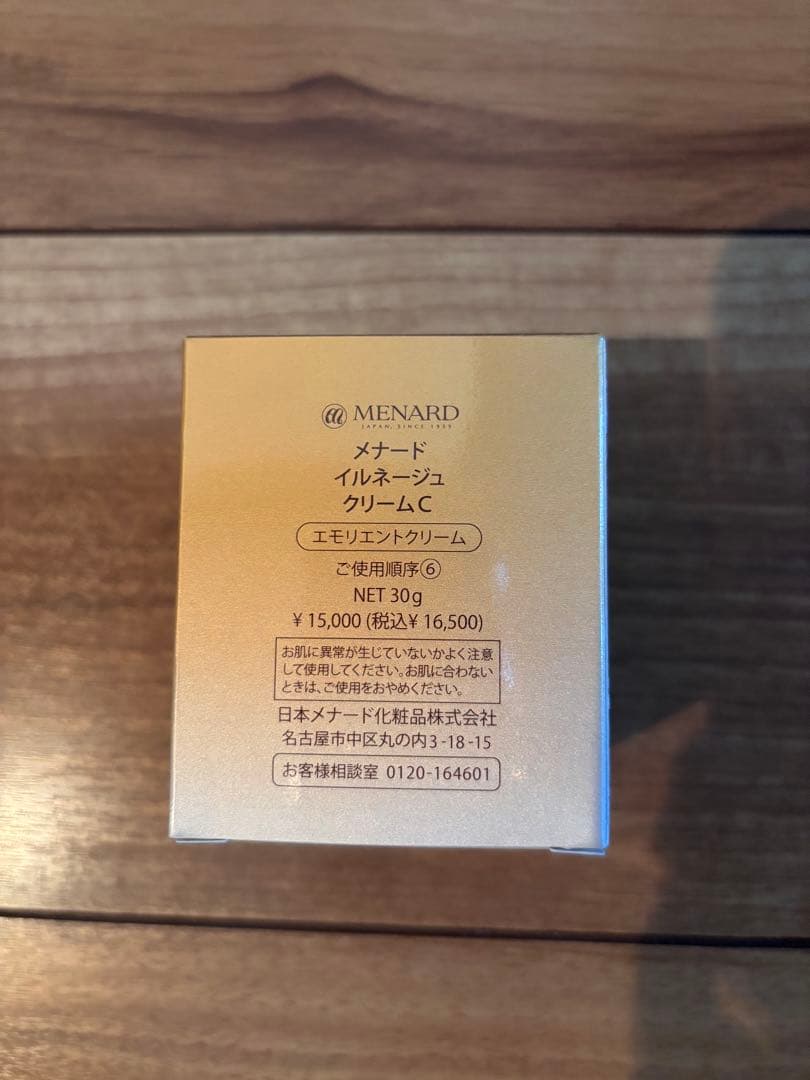 MENARD
JAPAN, SINCE 1959
メナード
イルネージュ
クリームC
エモリエントクリーム
ご使用順序⑥
NET 30g
¥15,000 (税込¥16,500)
お肌に異常が生じていないかよく注意
して使用してください。お肌に合わない
ときは、ご使用をおやめください。
日本メナード化粧品株式会社
名古屋市中区丸の内3-18-15
お客様相談室 0120-164601